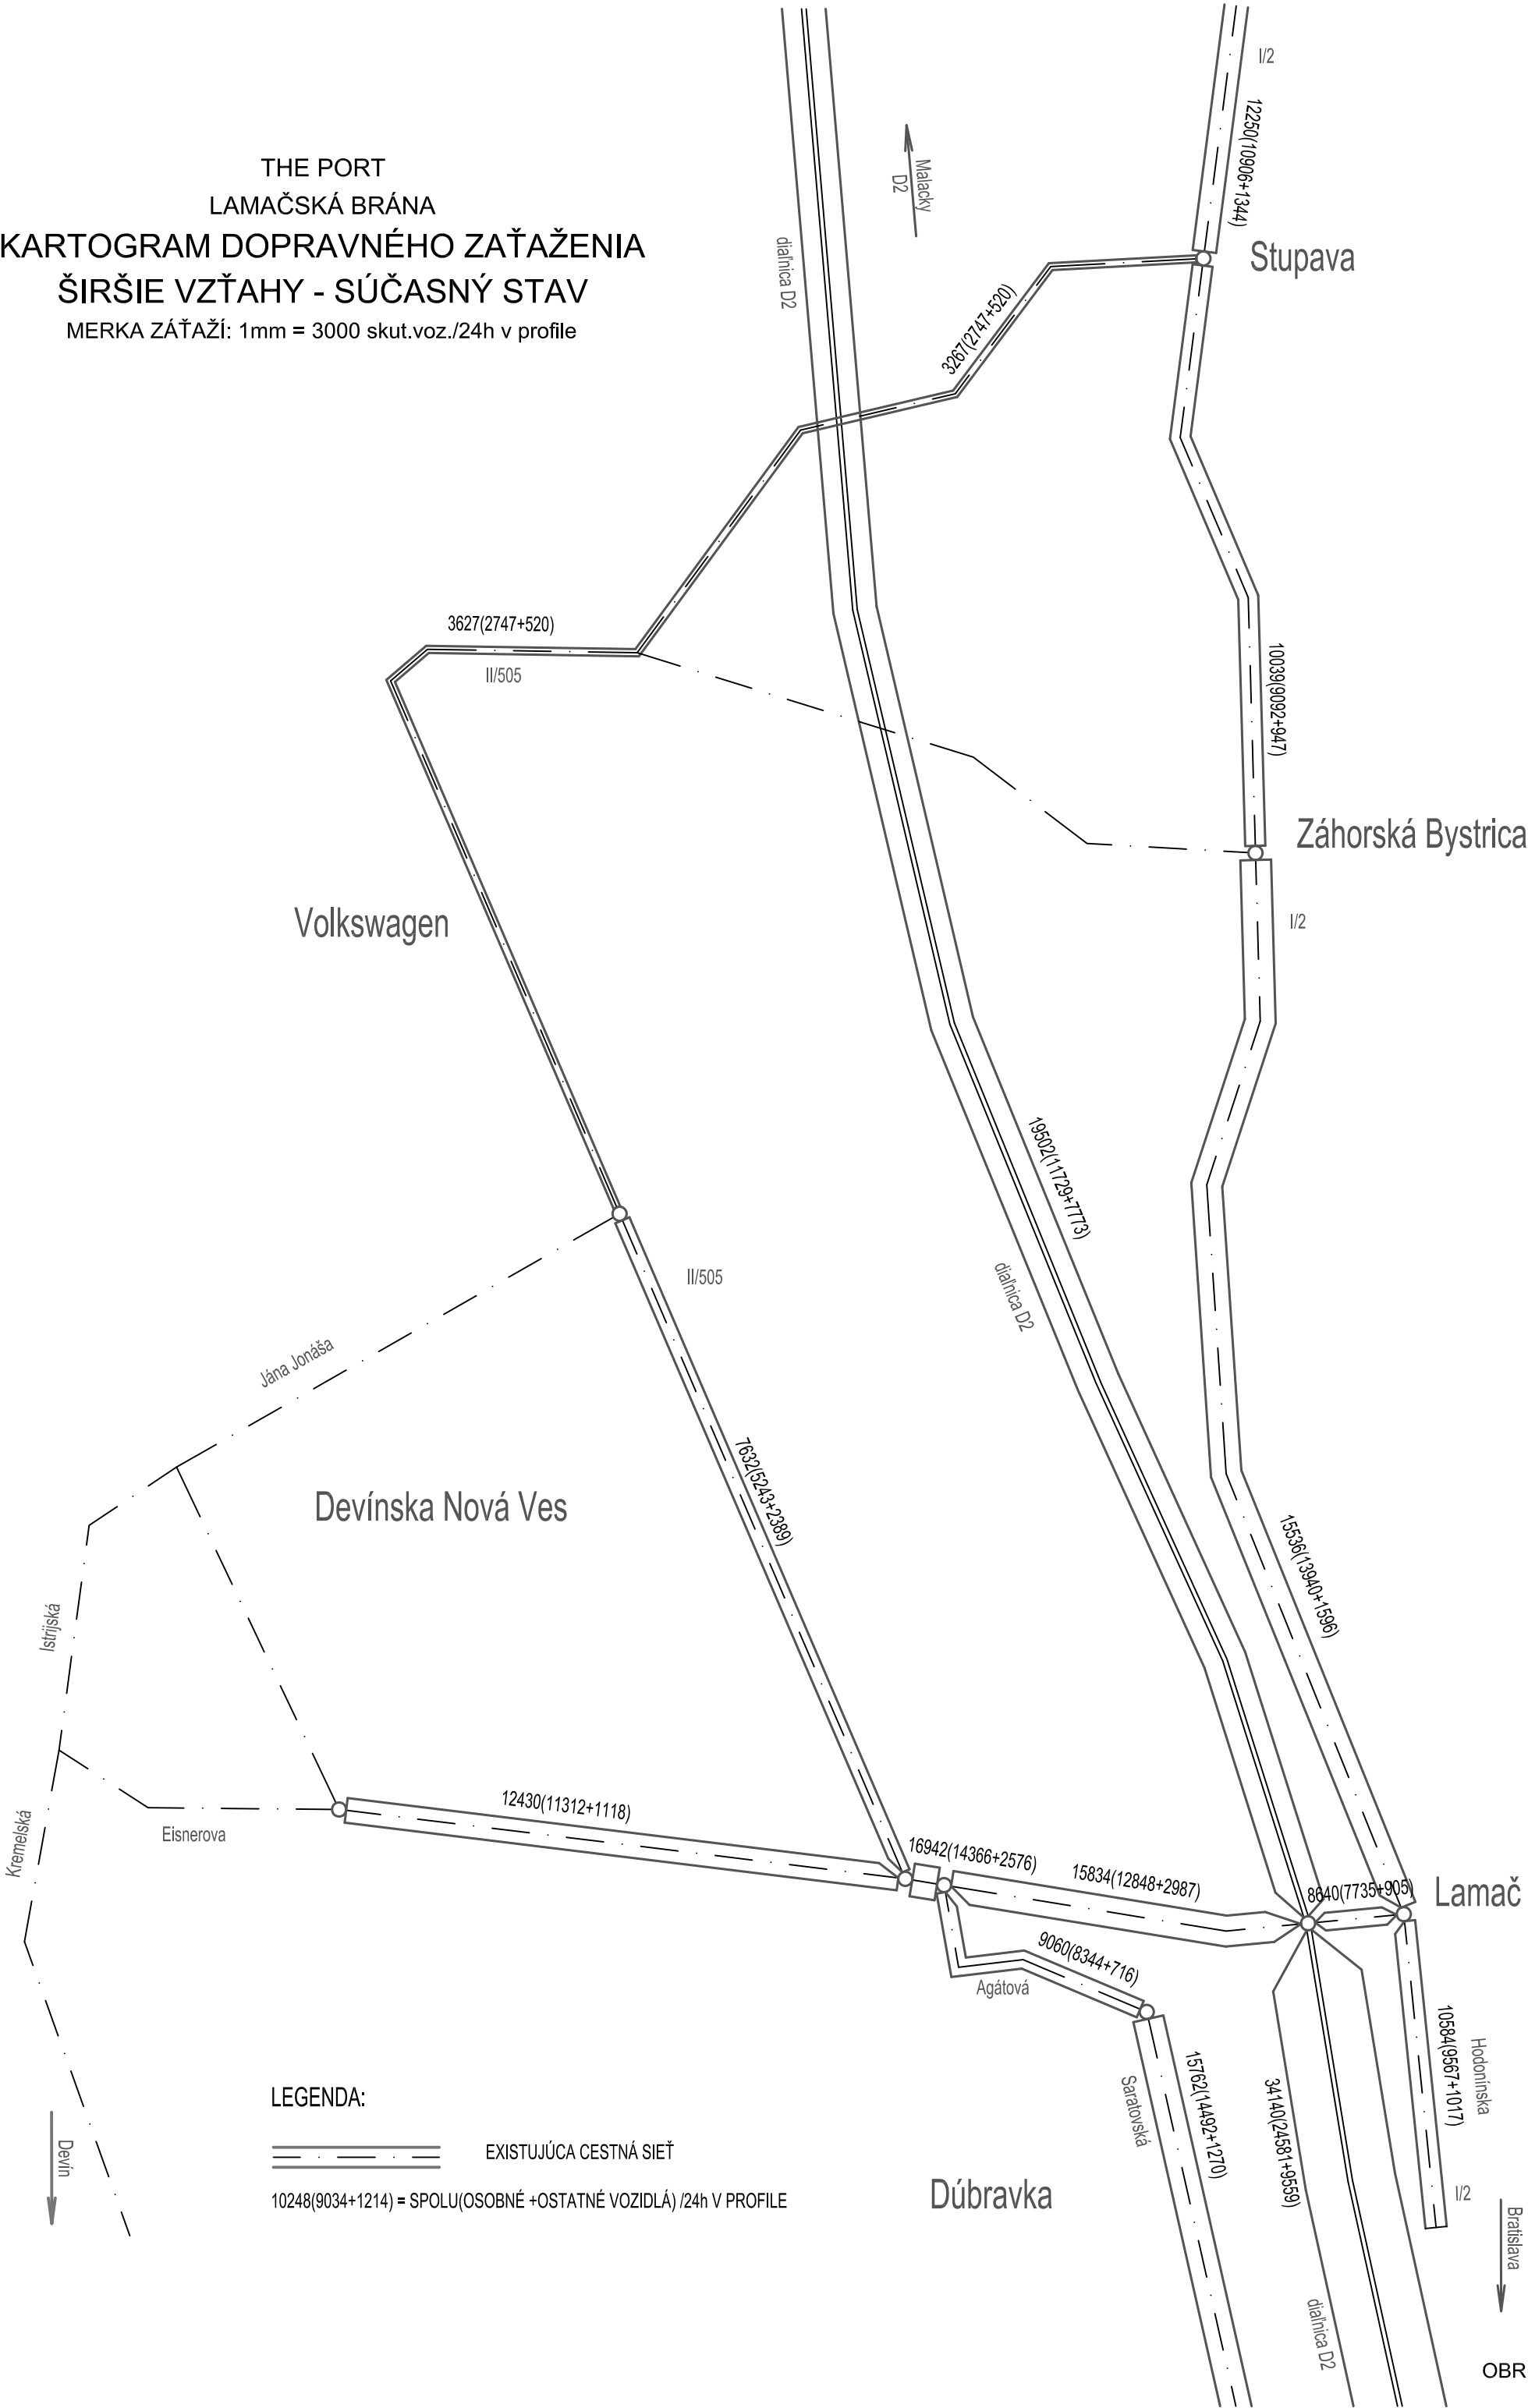 THE PORT
LAMAČSKÁ BRÁNA
KARTOGRAM DOPRAVNÉHO ZAŤAŽENIA
ŠIRŠIE VZŤAHY - SÚČASNÝ STAV
MERKA ZÁŤAŽÍ: 1mm = 3000 skut.voz./24h v profile
I/2
12250(10906+1344)
Malacky
D2
diaľnica D2
Stupava
3267(2747+520)
3627(2747+520)
II/505
10039(9092+947)
Záhorská Bystrica
I/2
Volkswagen
19502(11729+7773)
diaľnica D2
II/505
Jána Jonáša
7632(5243+2389)
Devínska Nová Ves
15536(13940+1596)
Istrijská
Kremelská
Eisnerova
12430(11312+1118)
16942(14366+2576)
15834(12848+2987)
8640(7735+905)
Lamač
9060(8344+716)
Agátová
Saratovská
15762(14492+1270)
34140(24581+9559)
10584(9567+1017)
Hodonínska
I/2
Bratislava
Devín
LEGENDA:
EXISTUJÚCA CESTNÁ SIEŤ
10248(9034+1214) = SPOLU(OSOBNÉ +OSTATNÉ VOZIDLÁ) /24h V PROFILE
Dúbravka
diaľnica D2
OBR